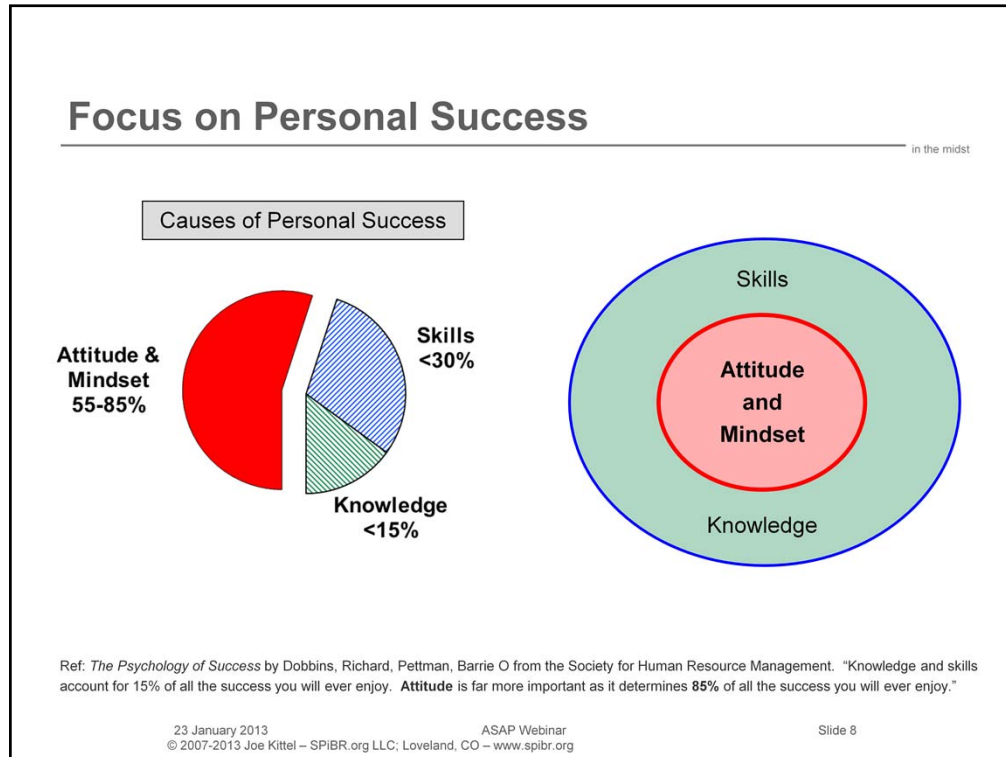 Focus on Personal Success
in the midst
Causes of Personal Success
Attitude &
Mindset
55-85%
Skills
<30%
Knowledge
<15%
Skills
Attitude
and
Mindset
Knowledge
Ref: The Psychology of Success by Dobbins, Richard, Pettman, Barrie O from the Society for Human Resource Management. “Knowledge and skills
account for 15% of all the success you will ever enjoy. Attitude is far more important as it determines 85% of all the success you will ever enjoy.”
23 January 2013 ASAP Webinar Slide 8
© 2007-2013 Joe Kittel – SPiBR.org LLC; Loveland, CO – www.spibr.org